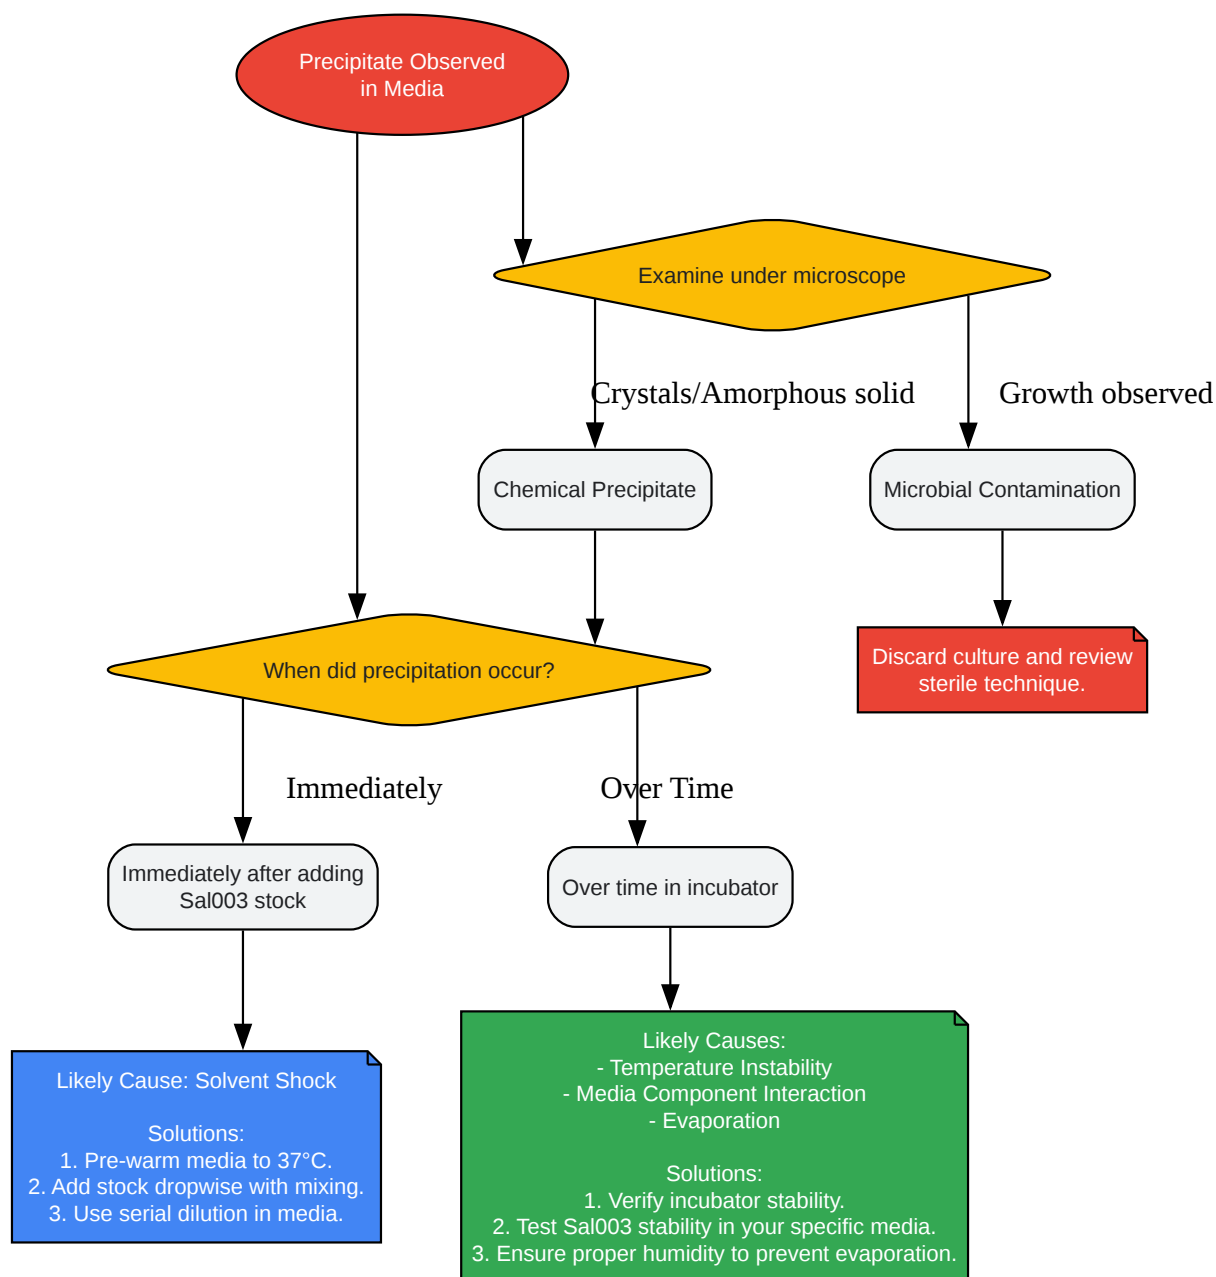 Precipitate Observed
in Media
Examine under microscope
Crystals/Amorphous solid
Growth observed
Chemical Precipitate
Microbial Contamination
Discard culture and review
sterile technique.
When did precipitation occur?
Immediately
Over Time
Immediately after adding
Sal003 stock
Over time in incubator
Likely Cause: Solvent Shock
Solutions:
1. Pre-warm media to 37°C.
2. Add stock dropwise with mixing.
3. Use serial dilution in media.
Likely Causes:
- Temperature Instability
- Media Component Interaction
- Evaporation
Solutions:
1. Verify incubator stability.
2. Test Sal003 stability in your specific media.
3. Ensure proper humidity to prevent evaporation.